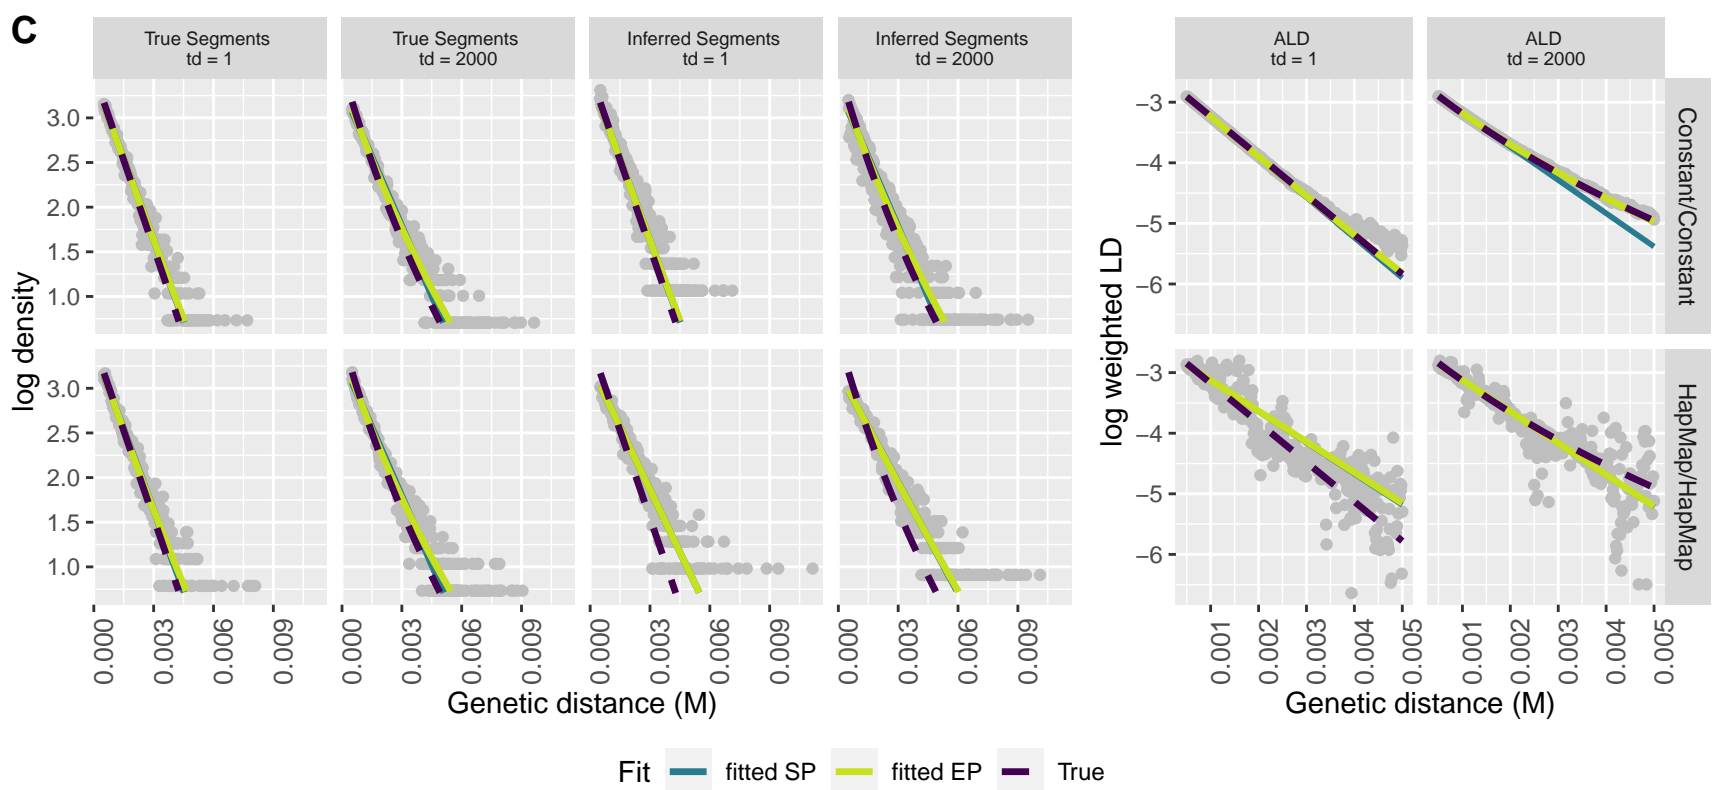 C
True Segments
td = 1
True Segments
td = 2000
Inferred Segments
td = 1
Inferred Segments
td = 2000
ALD
td = 1
ALD
td = 2000
log density
3.0
2.5
2.0
1.5
1.0
3.0
2.5
2.0
1.5
1.0
0.000
0.003
0.006
0.009
0.000
0.003
0.006
0.009
0.000
0.003
0.006
0.009
0.000
0.003
0.006
0.009
Genetic distance (M)
log weighted LD
−3
−4
−5
−6
−3
−4
−5
−6
Constant/Constant
HapMap/HapMap
0.001
0.002
0.003
0.004
0.005
0.001
0.002
0.003
0.004
0.005
Genetic distance (M)
Fit
fitted SP
fitted EP
True